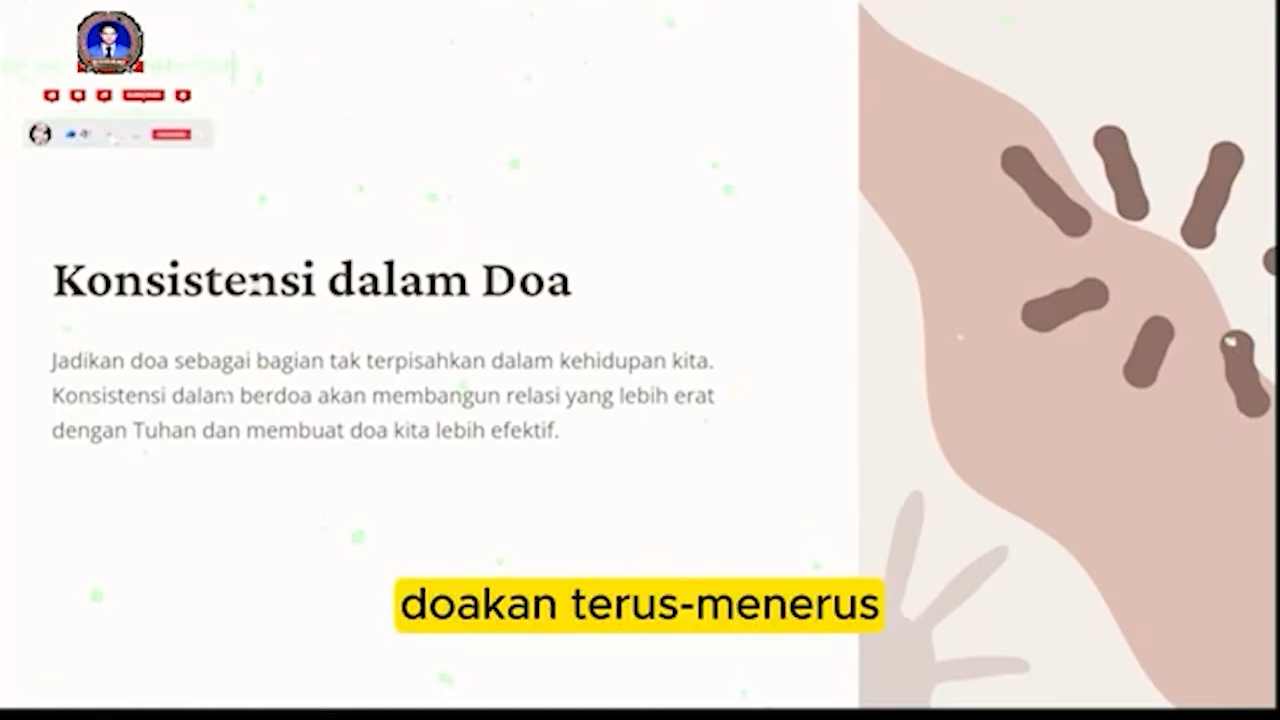 Konsistensi dalam Doa
Jadikan doa sebagai bagian tak terpisahkan dalam kehidupan kita.
Konsistensi dalam berdoa akan membangun relasi yang lebih erat
dengan Tuhan dan membuat doa kita lebih efektif.
doakan terus-menerus